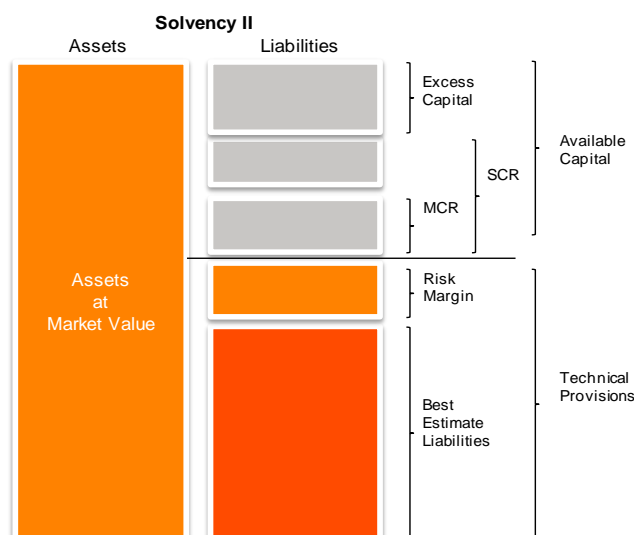 Solvency II
Assets
Liabilities
Excess
Capital
Available
Capital
SCR
MCR
Assets
at
Market Value
Risk
Margin
Technical
Provisions
Best
Estimate
Liabilities